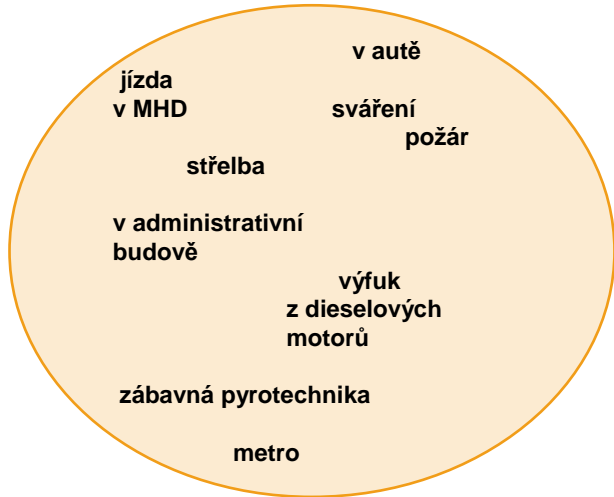 v autě
jízda
v MHD
sváření
požár
střelba
v administrativní
budově
výfuk
z dieselových
motorů
zábavná pyrotechnika
metro